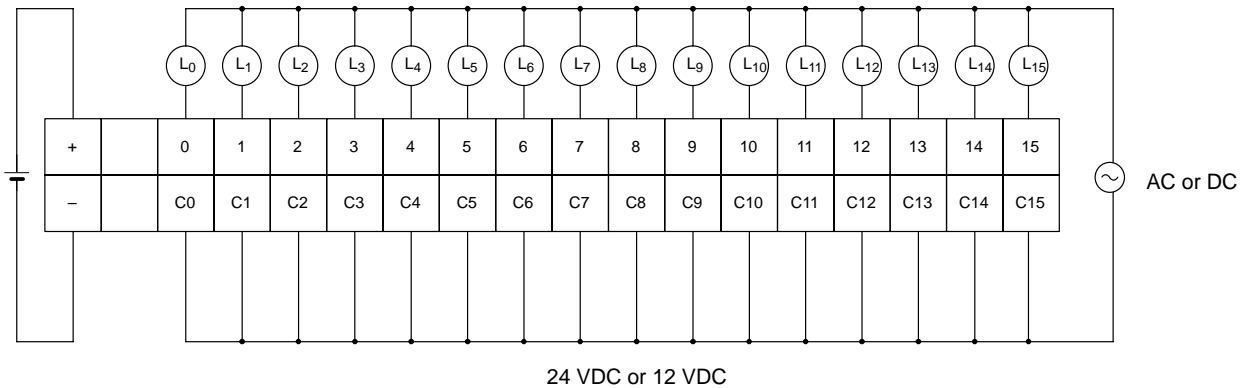 L0 L1 L2 L3 L4 L5 L6 L7 L8 L9 L10 L11 L12 L13 L14 L15
+ 0 1 2 3 4 5 6 7 8 9 10 11 12 13 14 15
– C0 C1 C2 C3 C4 C5 C6 C7 C8 C9 C10 C11 C12 C13 C14 C15
AC or DC
24 VDC or 12 VDC